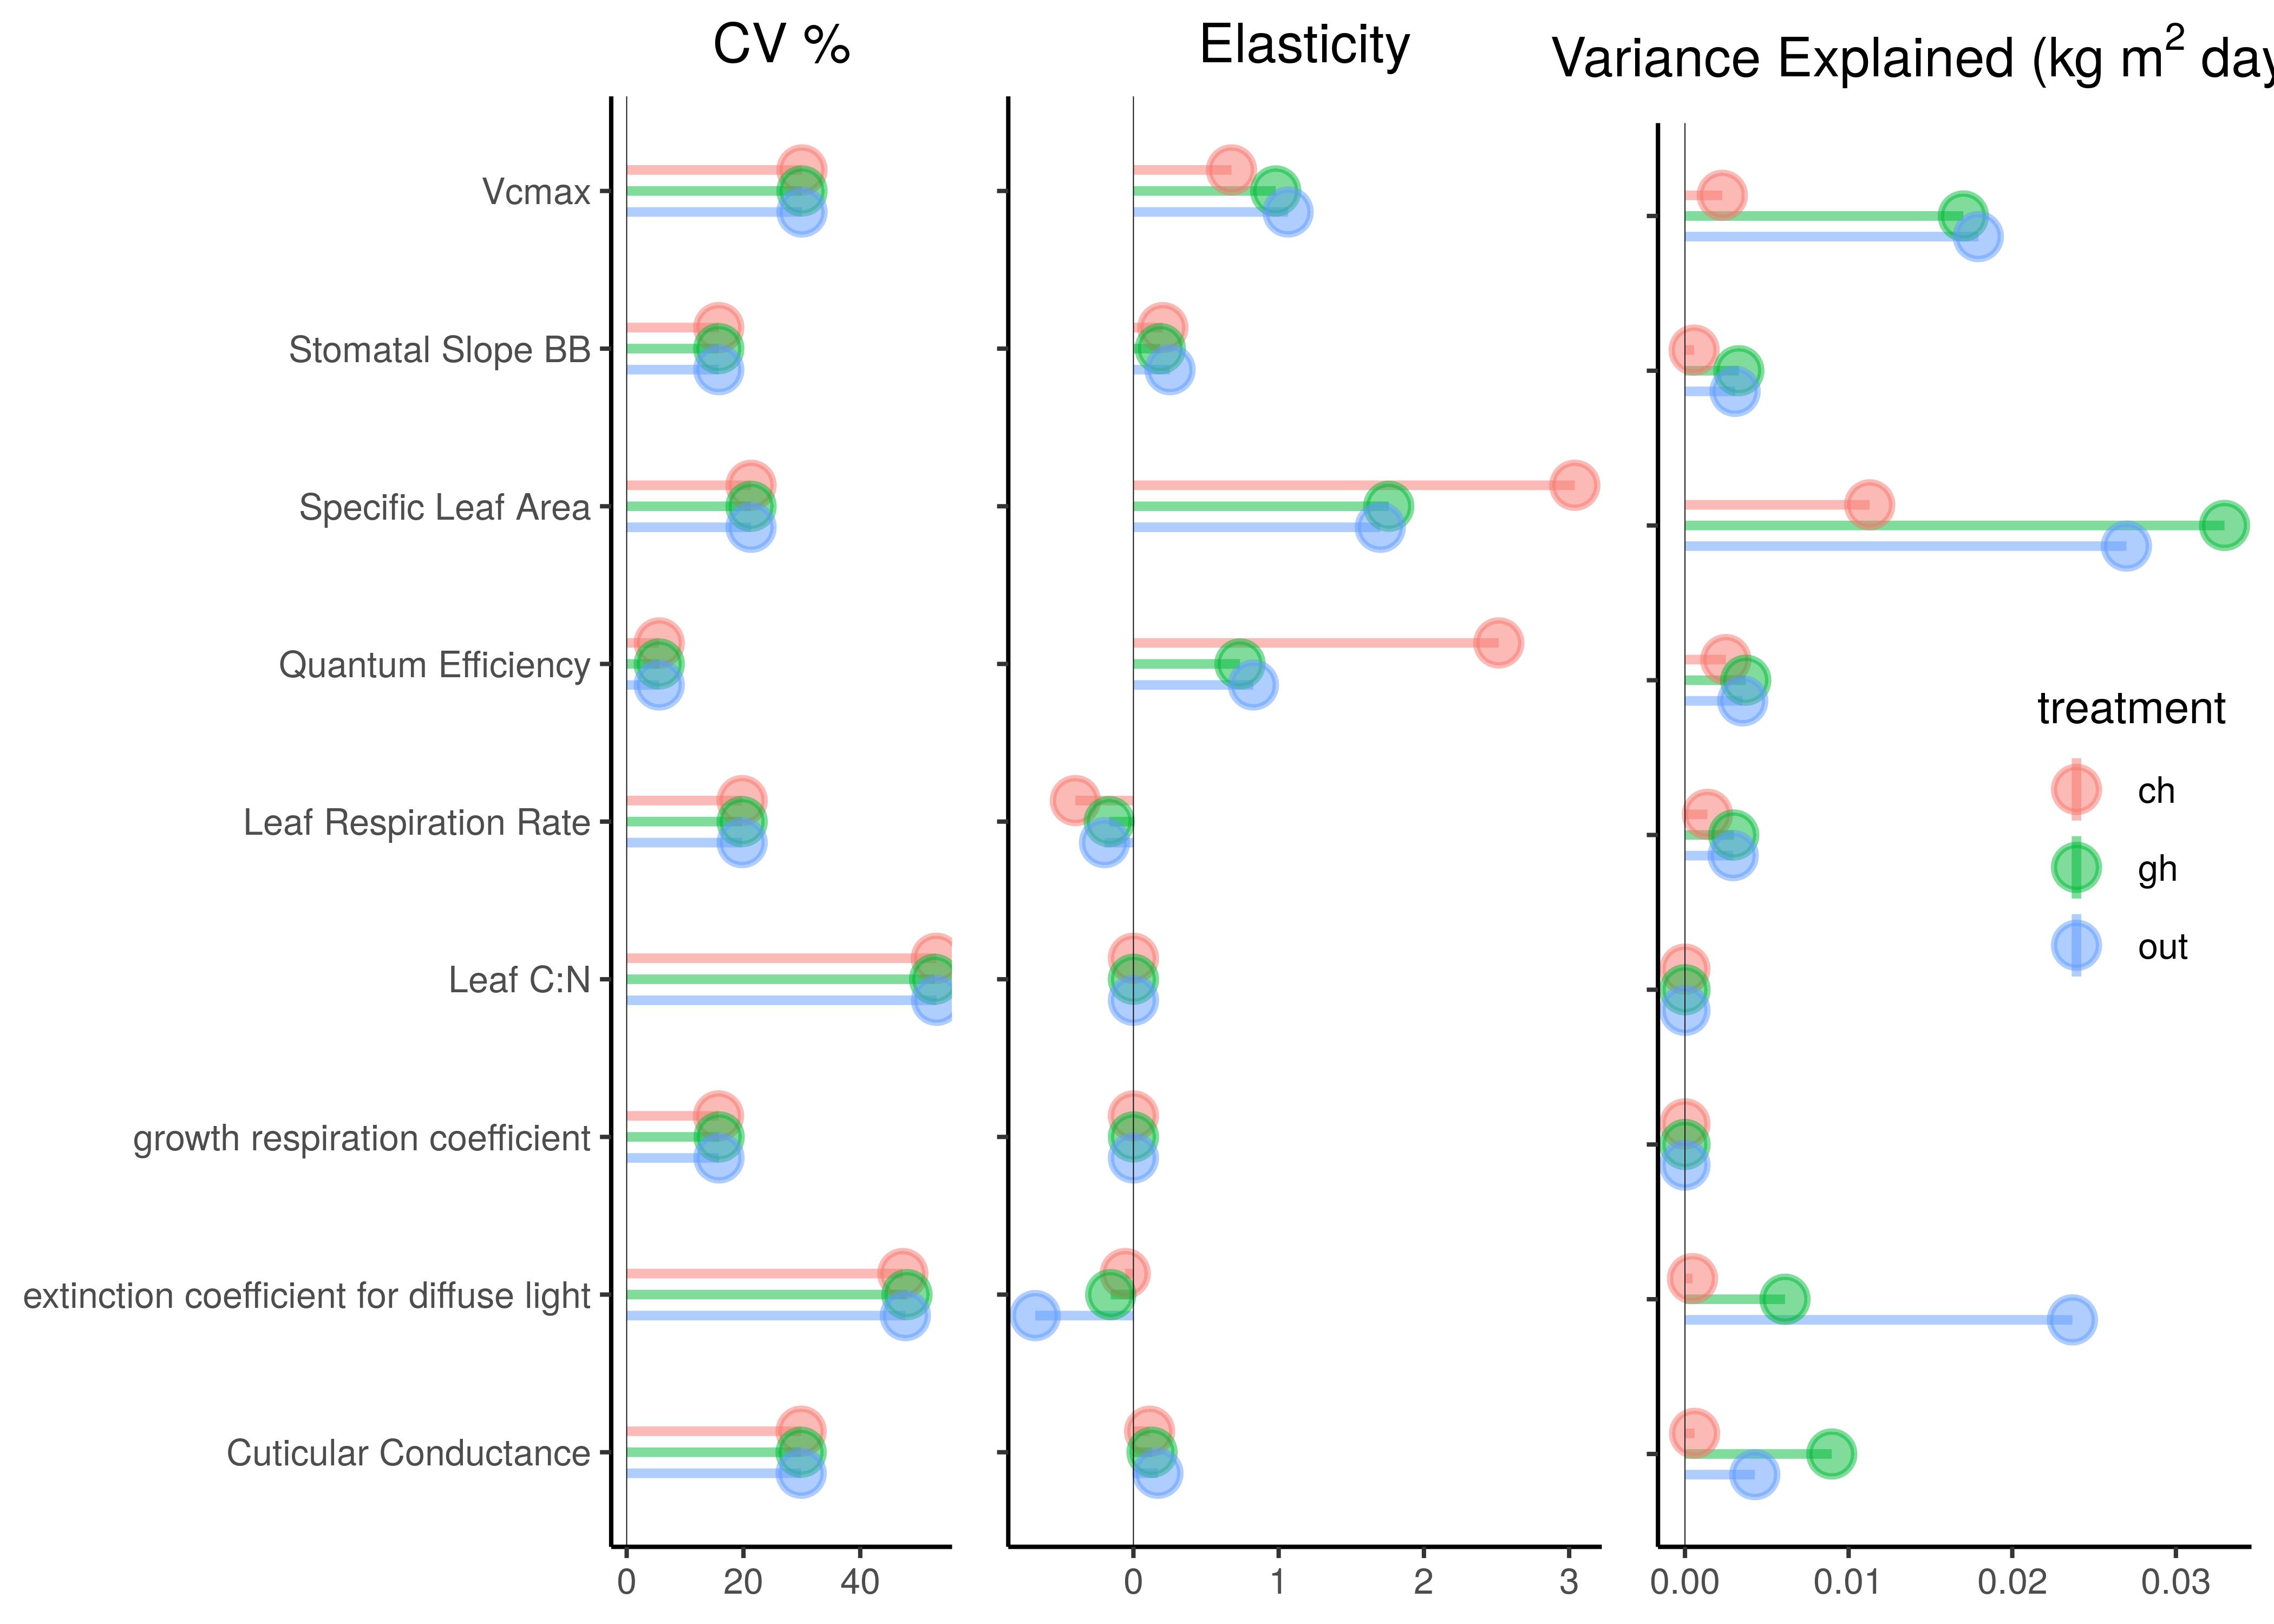 CV %
Elasticity
Variance Explained (kg m² day
Vcmax
Stomatal Slope BB
Specific Leaf Area
Quantum Efficiency
Leaf Respiration Rate
Leaf C:N
growth respiration coefficient
extinction coefficient for diffuse light
Cuticular Conductance
treatment
ch
gh
out
0 20 40
0 1 2 3
0.00 0.01 0.02 0.03